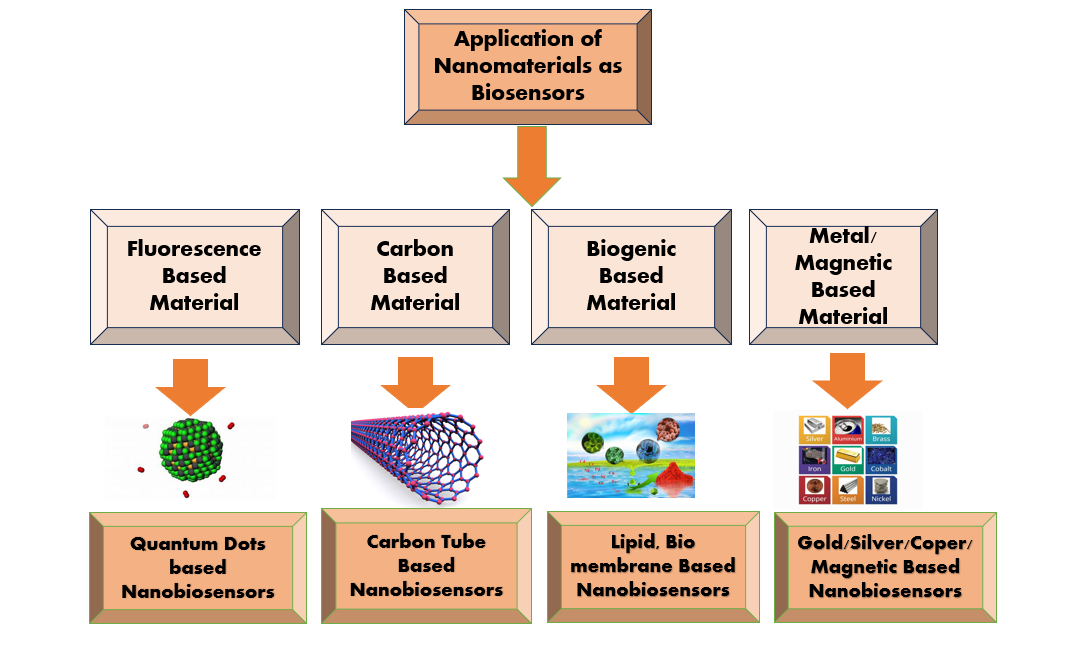 Application of
Nanomaterials as
Biosensors
Fluorescence
Based
Material
Carbon
Based
Material
Biogenic
Based
Material
Metal/
Magnetic
Based
Material
Silver
Aluminium
Brass
Iron
Gold
Cobalt
Copper
Steel
Nickel
Quantum Dots
based
Nanobiosensors
Carbon Tube
Based
Nanobiosensors
Lipid, Bio
membrane Based
Nanobiosensors
Gold/Silver/Coper/
Magnetic Based
Nanobiosensors